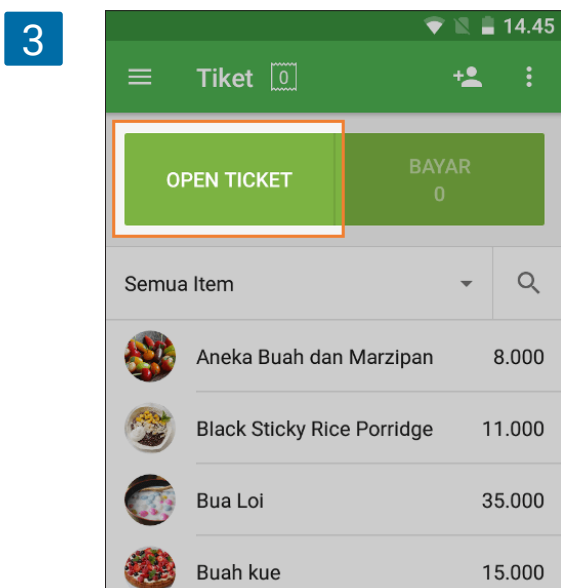 3
14.45
Tiket 0
OPEN TICKET
BAYAR
0
Semua Item
Aneka Buah dan Marzipan 8.000
Black Sticky Rice Porridge 11.000
Bua Loi 35.000
Buah kue 15.000